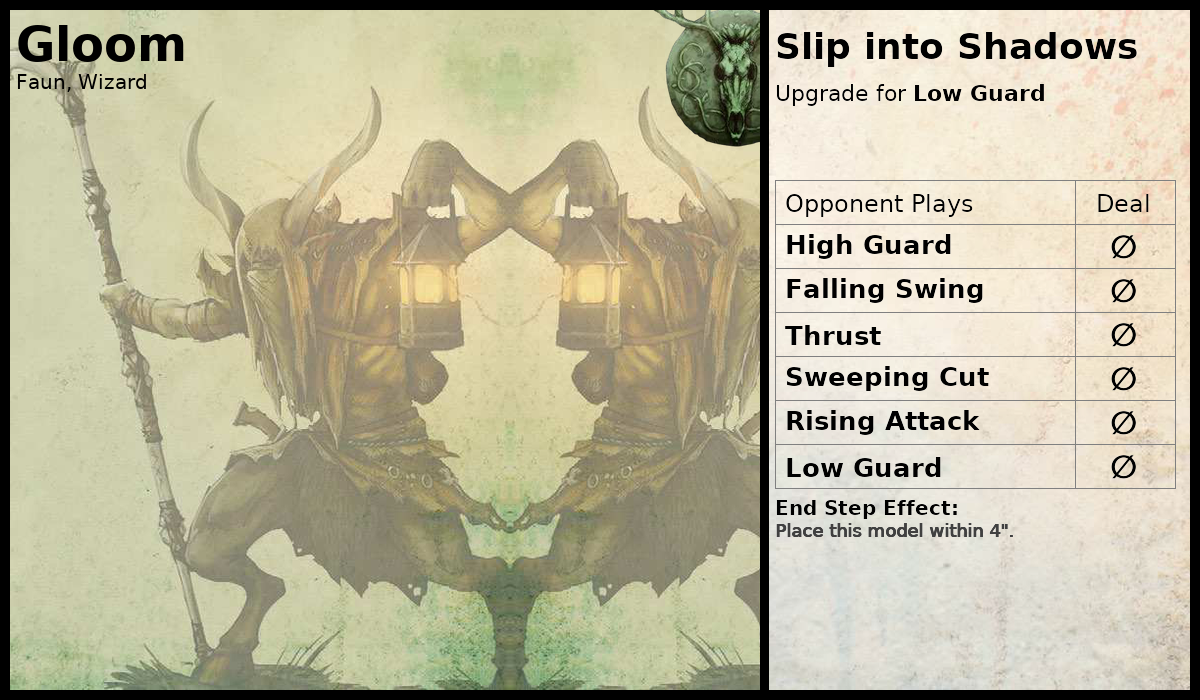 Gloom
Faun, Wizard
Slip into Shadows
Upgrade for Low Guard
Opponent Plays Deal
High Guard ∅
Falling Swing ∅
Thrust ∅
Sweeping Cut ∅
Rising Attack ∅
Low Guard ∅
End Step Effect:
Place this model within 4".